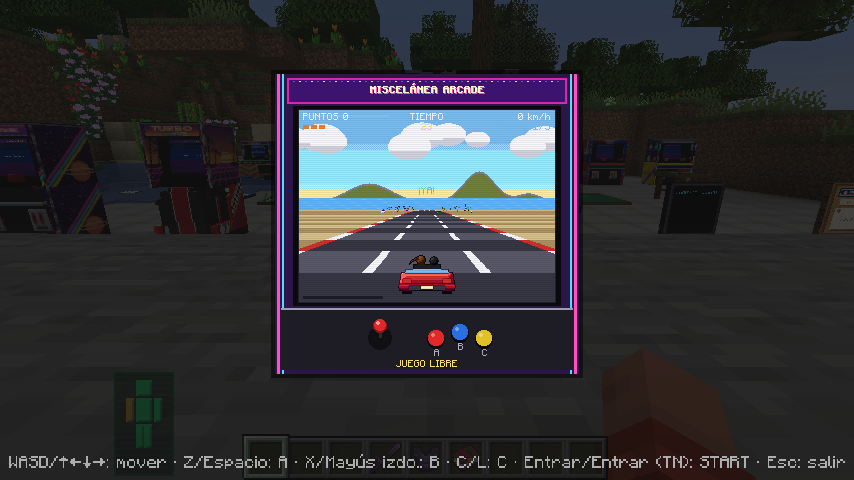 MISCELÁNEA ARCADE
PUNTOS 0 TIEMPO 0 km/h
¡YA!
A B C
JUEGO LIBRE
TURBO
WASD/↑←↓→: mover · Z/Espacio: A · X/Mayús izdo.: B · C/L: C · Entrar/Entrar (TN): START · Esc: salir